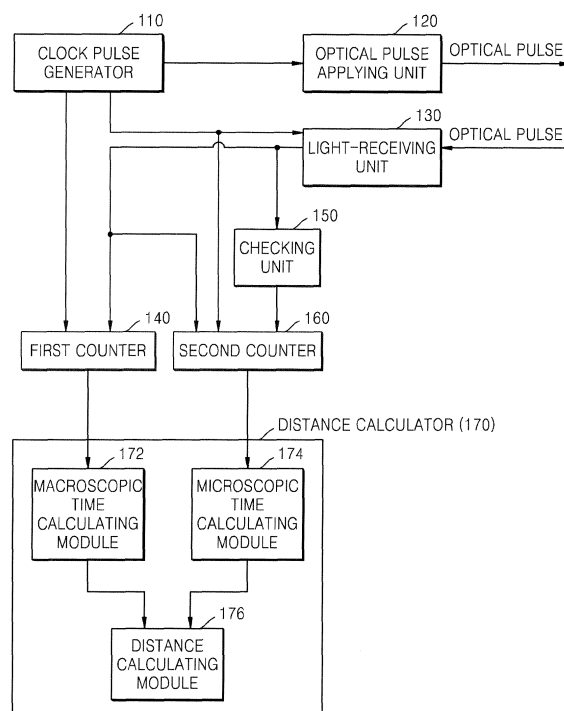 110
CLOCK PULSE
GENERATOR
120
OPTICAL PULSE
APPLYING UNIT
OPTICAL PULSE
130
LIGHT-RECEIVING
UNIT
OPTICAL PULSE
150
CHECKING
UNIT
140
FIRST COUNTER
160
SECOND COUNTER
DISTANCE CALCULATOR (170)
172
MACROSCOPIC
TIME
CALCULATING
MODULE
174
MICROSCOPIC
TIME
CALCULATING
MODULE
176
DISTANCE
CALCULATING
MODULE